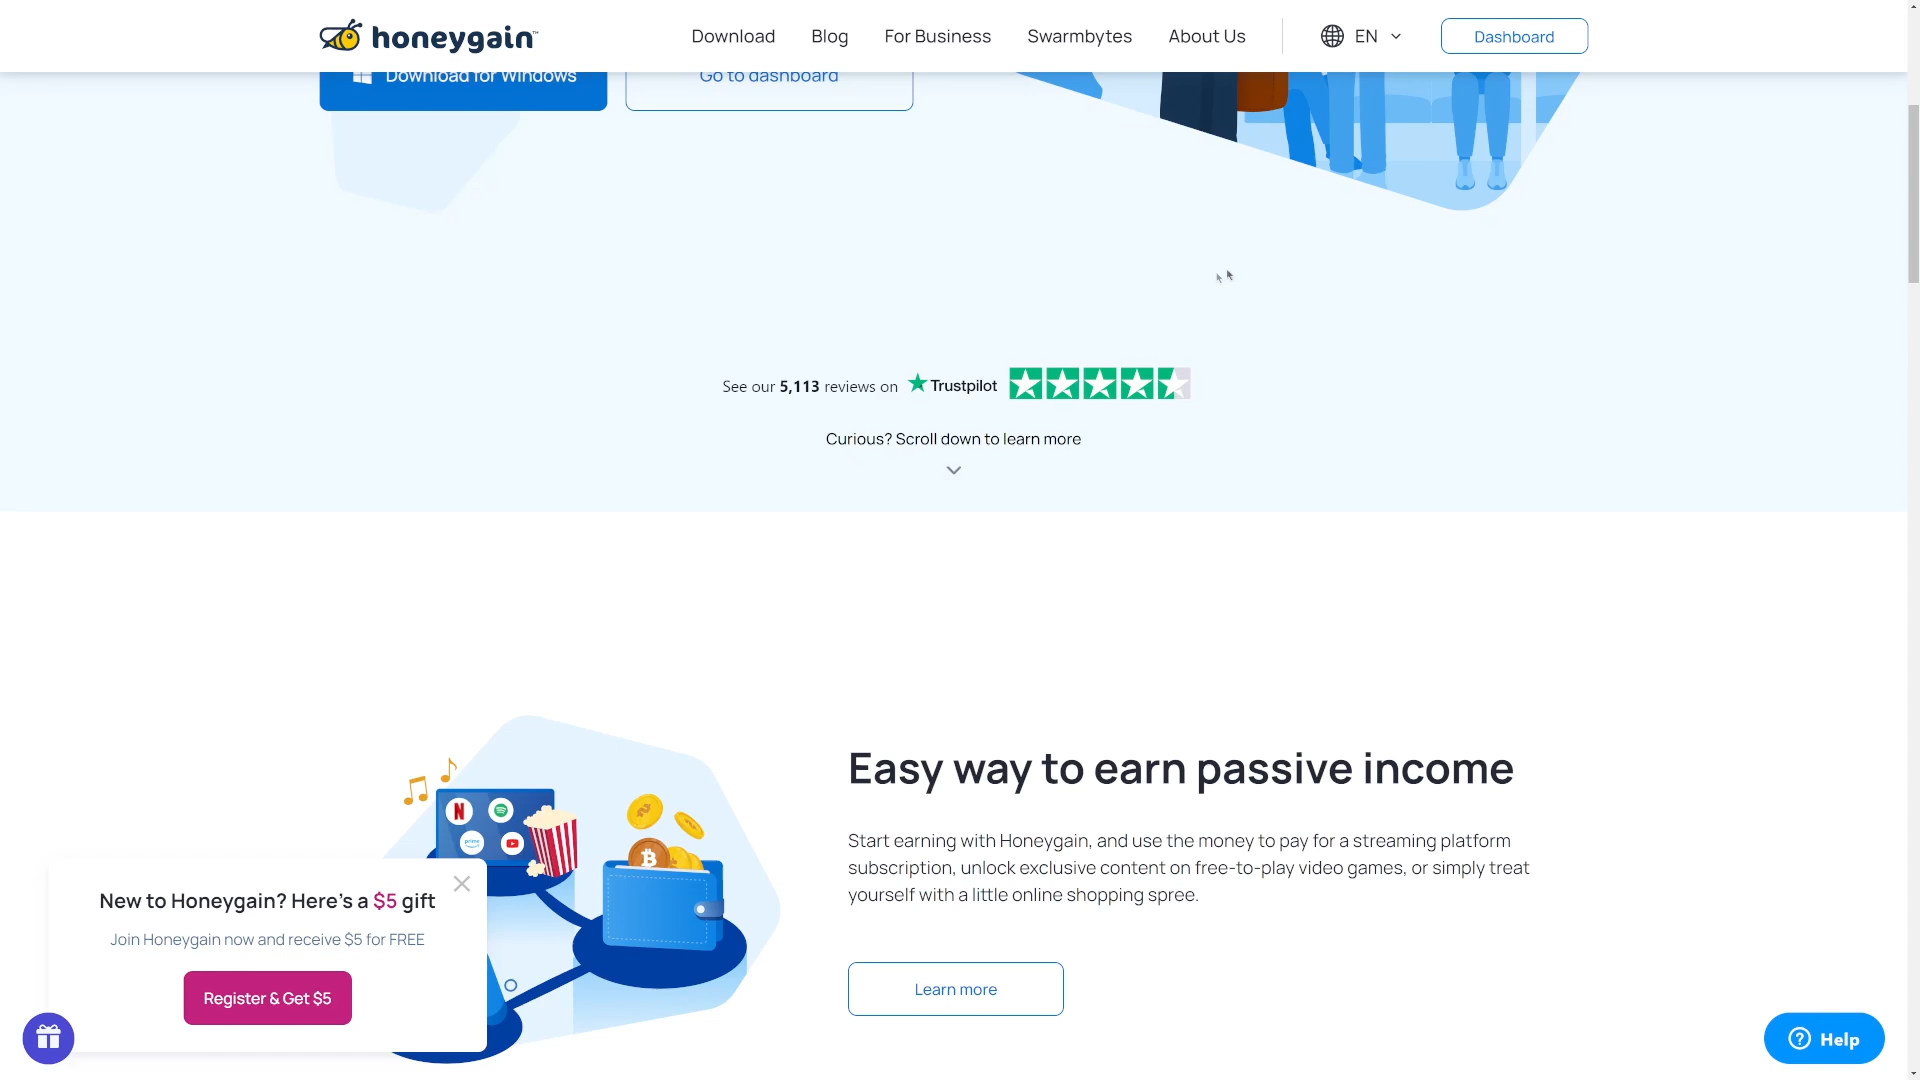 honeygain™
Download
Blog
For Business
Swarmbytes
About Us
EN
Dashboard
Download for Windows
Go to dashboard
See our 5,113 reviews on Trustpilot
Curious? Scroll down to learn more
Easy way to earn passive income
Start earning with Honeygain, and use the money to pay for a streaming platform
subscription, unlock exclusive content on free-to-play video games, or simply treat
yourself with a little online shopping spree.
Learn more
N
prime
B
New to Honeygain? Here's a $5 gift
Join Honeygain now and receive $5 for FREE
Register & Get $5
Help